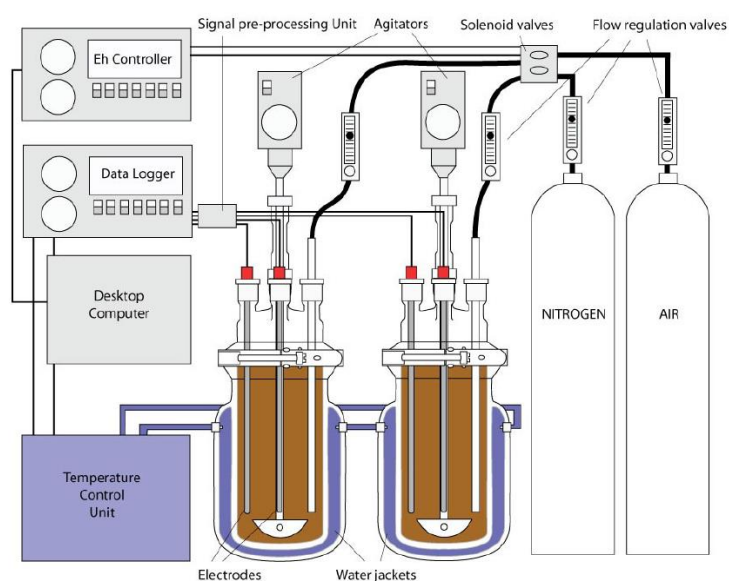 Signal pre-processing Unit
Agitators
Solenoid valves
Flow regulation valves
Eh Controller
Data Logger
Desktop
Computer
NITROGEN
AIR
Temperature
Control
Unit
Electrodes
Water jackets